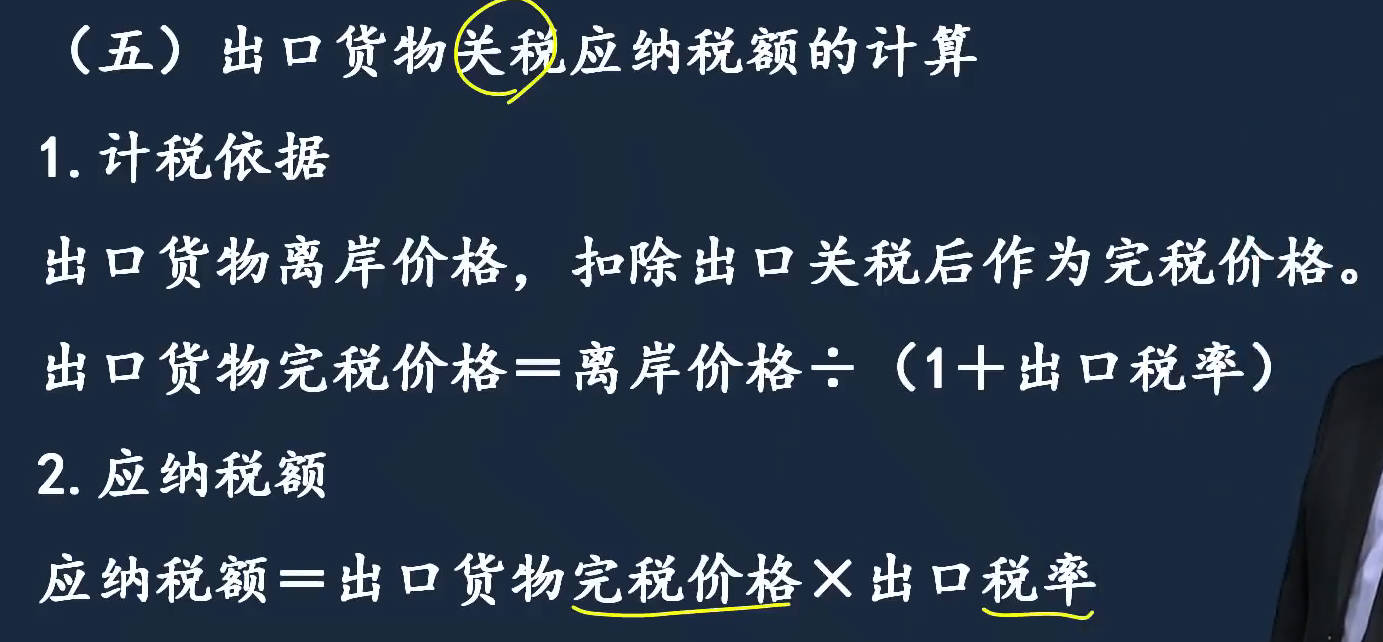 （五）出口货物关税应纳税额的计算
1.计税依据
出口货物离岸价格，扣除出口关税后作为完税价格。
出口货物完税价格＝离岸价格÷（1＋出口税率）
2.应纳税额
应纳税额＝出口货物完税价格×出口税率